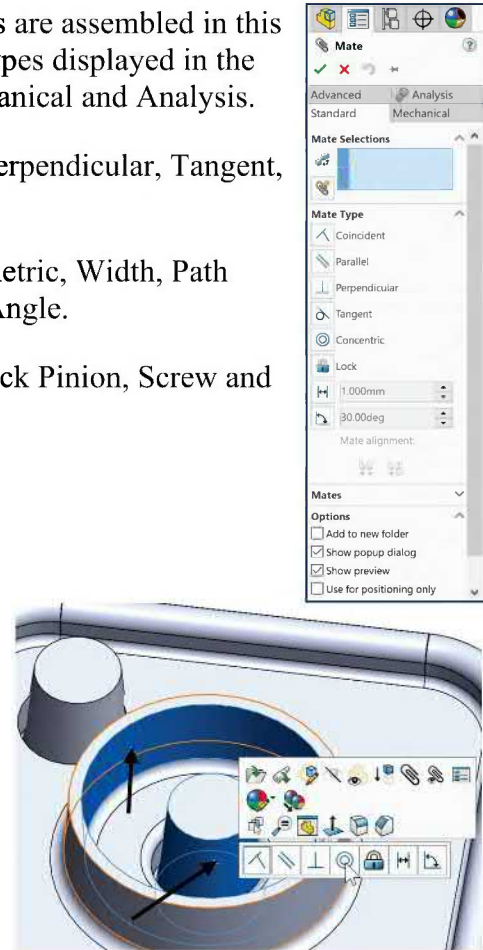 s are assembled in this
pes displayed in the
anical and Analysis.
erpendicular, Tangent,
etric, Width, Path
Angle.
ck Pinion, Screw and
Mate
Advanced Analysis
Standard Mechanical
Mate Selections
Mate Type
Coincident
Parallel
Perpendicular
Tangent
Concentric
Lock
1.000mm
30.00deg
Mate alignment:
Mates
Options
Add to new folder
Show popup dialog
Show preview
Use for positioning only